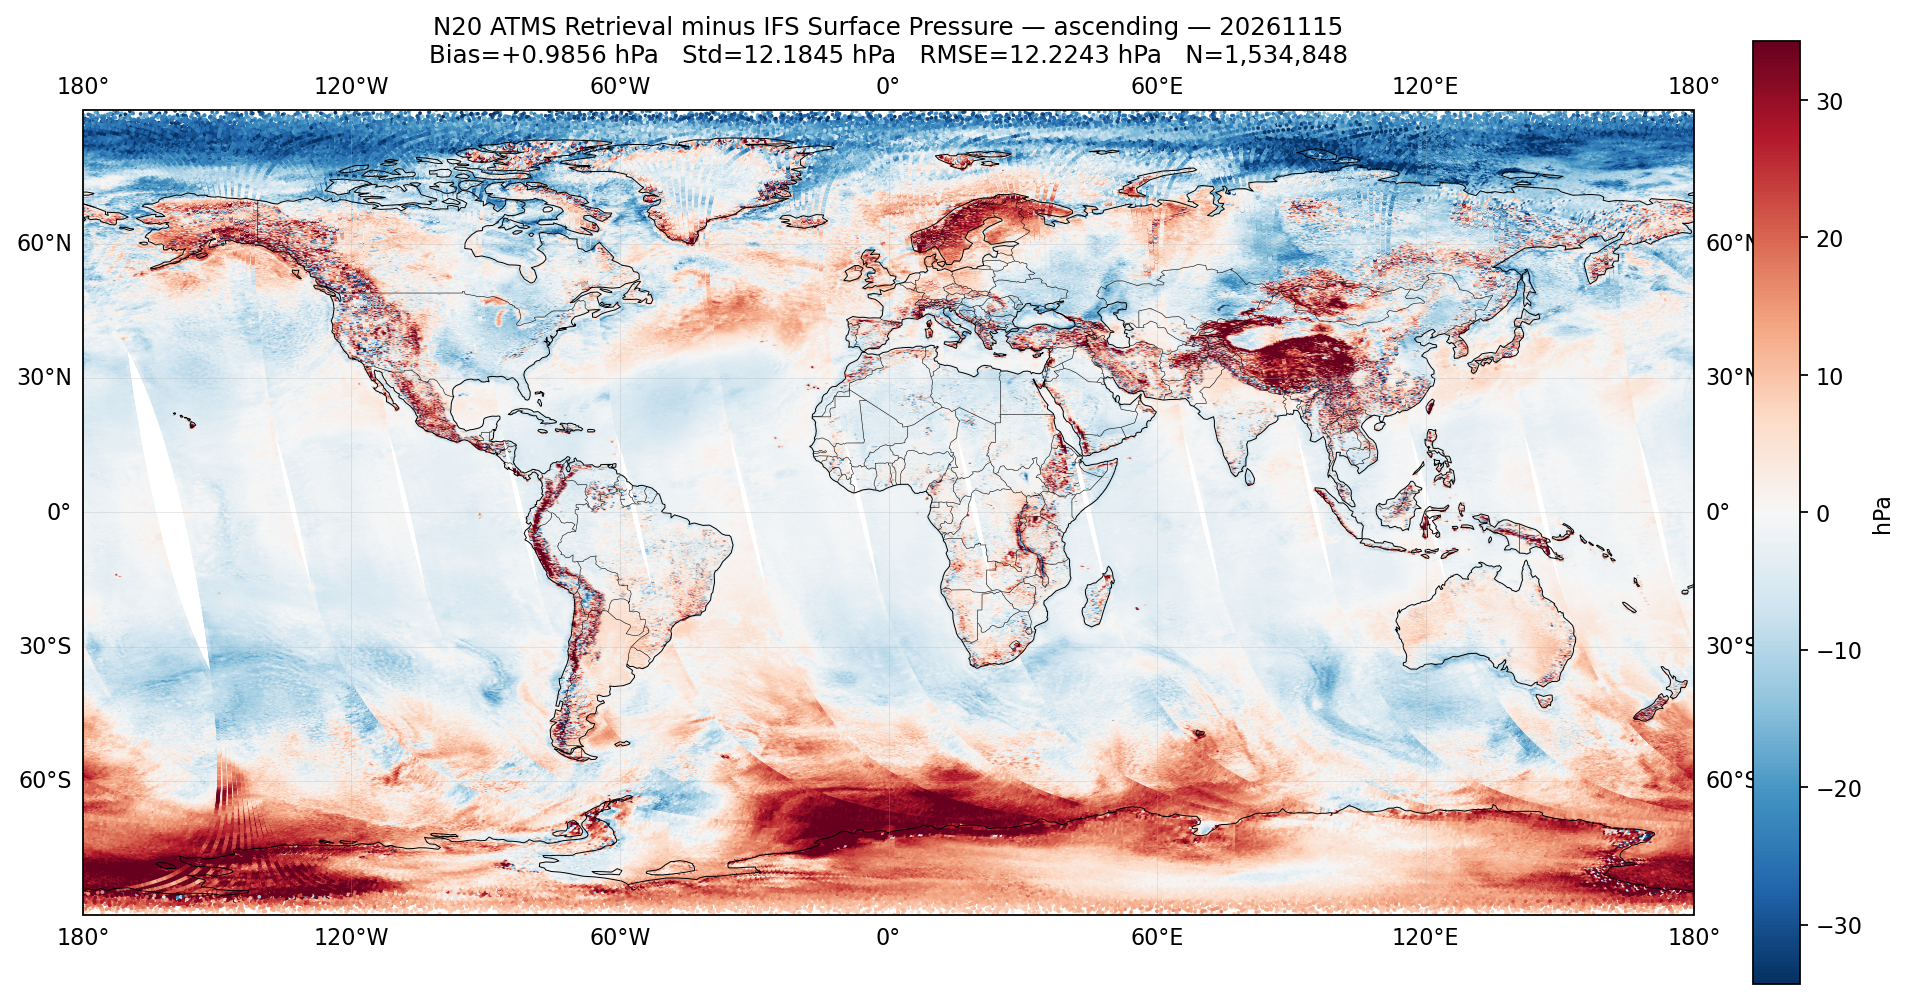 N20 ATMS Retrieval minus IFS Surface Pressure — ascending — 20261115
Bias=+0.9856 hPa   Std=12.1845 hPa   RMSE=12.2243 hPa   N=1,534,848
180° 120°W 60°W 0° 60°E 120°E 180°
60°N 60°N
30°N 30°N
0° 0°
30°S 30°S
60°S 60°S
180° 120°W 60°W 0° 60°E 120°E 180°
30
20
10
0
−10
−20
−30
hPa